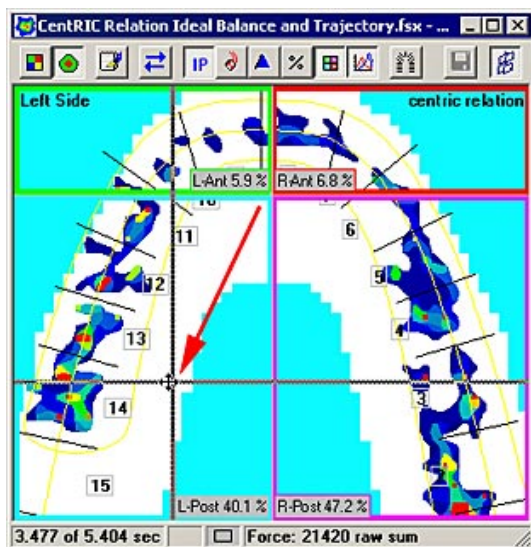 CentRIC Relation Ideal Balance and Trajectory.fsx - ...
IP %
Left Side centric relation
L-Ant 5.9 % R-Ant 6.8 %
11 6
12 5
13 4
14 3
15 2
L-Post 40.1 % R-Post 47.2 %
3.477 of 5.404 sec Force: 21420 raw sum